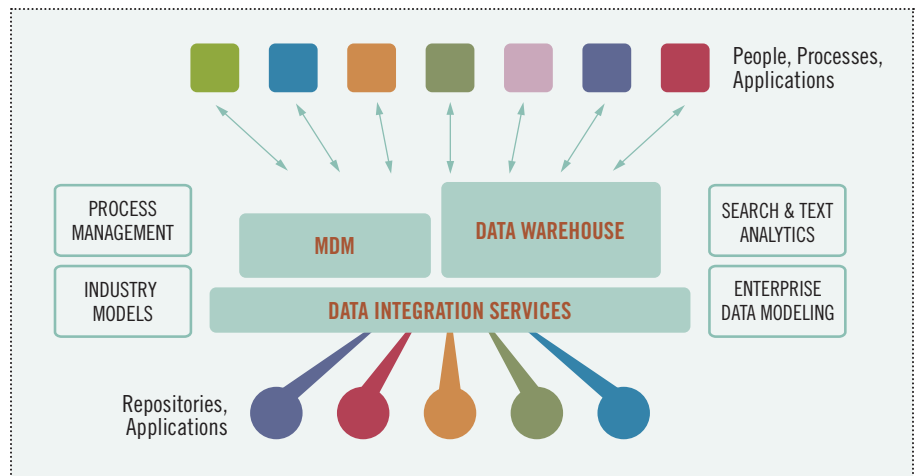 People, Processes,
Applications
PROCESS
MANAGEMENT
MDM
DATA WAREHOUSE
SEARCH & TEXT
ANALYTICS
INDUSTRY
MODELS
DATA INTEGRATION SERVICES
ENTERPRISE
DATA MODELING
Repositories,
Applications